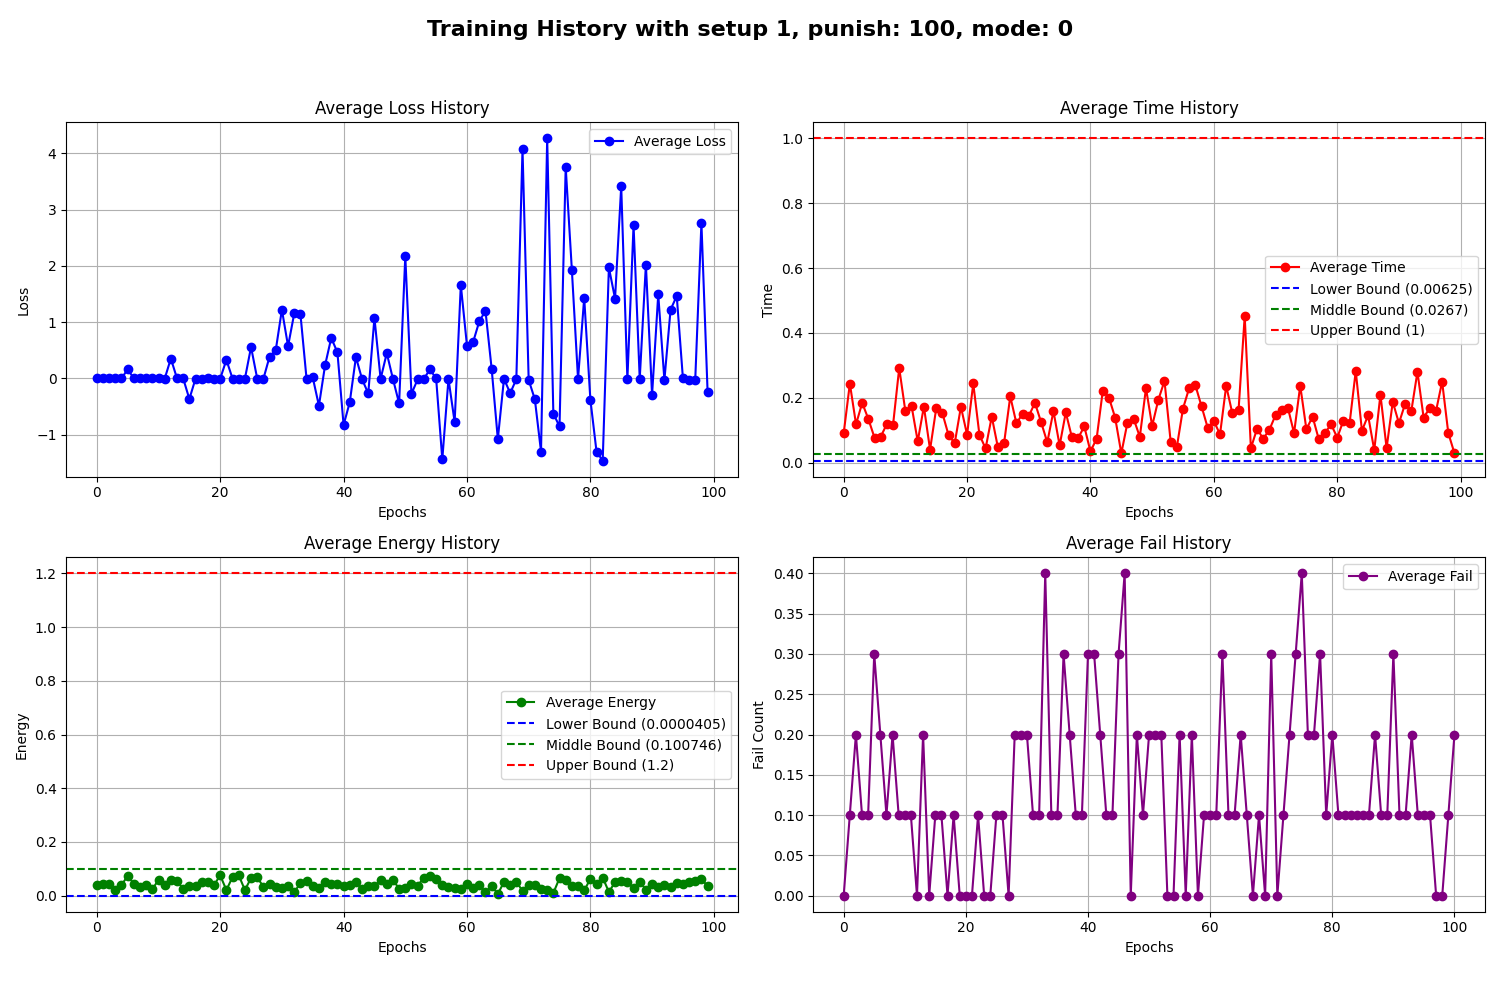 Training History with setup 1, punish: 100, mode: 0
Average Loss History
Loss
4
3
2
1
0
−1
Average Loss
0 20 40 60 80 100
Epochs
Average Time History
Time
1.0
0.8
0.6
0.4
0.2
0.0
Average Time
Lower Bound (0.00625)
Middle Bound (0.0267)
Upper Bound (1)
0 20 40 60 80 100
Epochs
Average Energy History
Energy
1.2
1.0
0.8
0.6
0.4
0.2
0.0
Average Energy
Lower Bound (0.0000405)
Middle Bound (0.100746)
Upper Bound (1.2)
0 20 40 60 80 100
Epochs
Average Fail History
Fail Count
0.40
0.35
0.30
0.25
0.20
0.15
0.10
0.05
0.00
Average Fail
0 20 40 60 80 100
Epochs